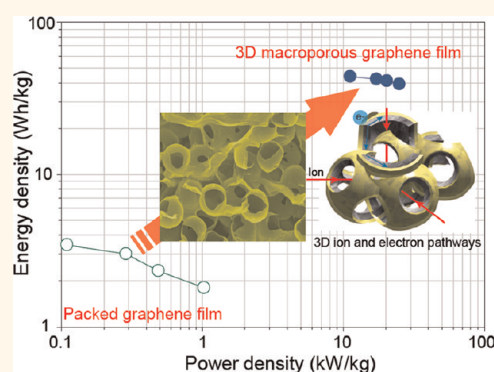 100
3D macroporous graphene film
Energy density (Wh/kg)
10
e-
Ion
3D ion and electron pathways
Packed graphene film
1
0.1
1
10
100
Power density (kW/kg)